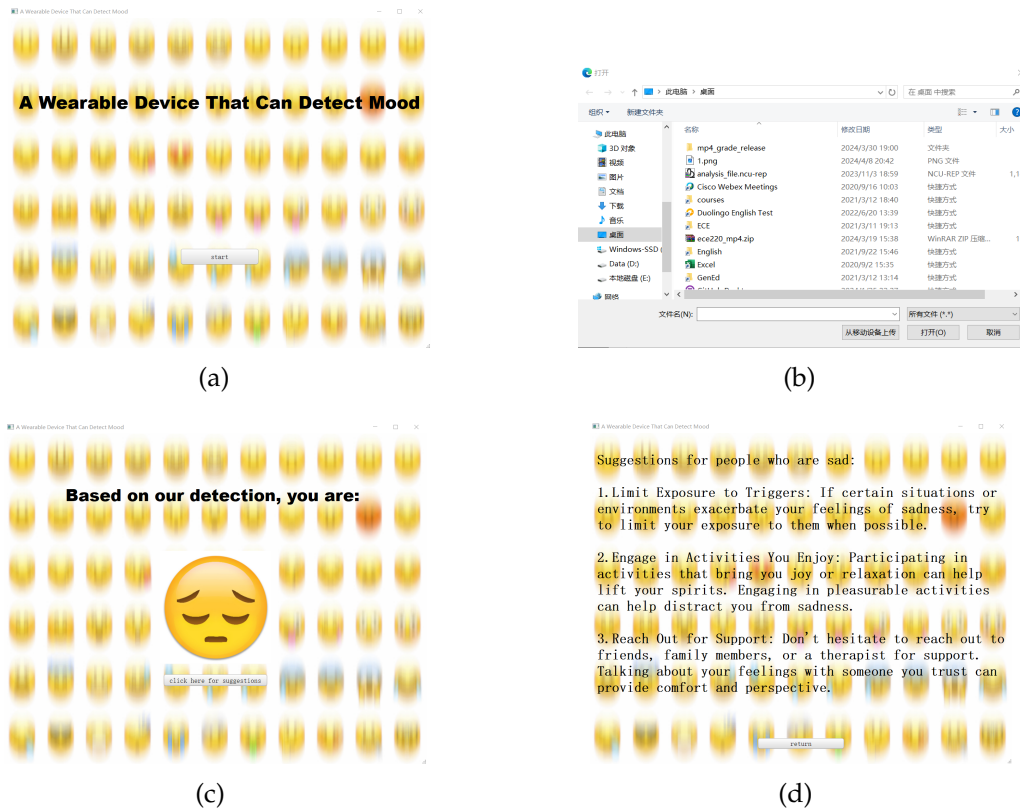 A Wearable Device That Can Detect Mood
A Wearable Device That Can Detect Mood
start
(a)
打开
此电脑 > 桌面
在 桌面 中搜索
组织
新建文件夹
此电脑
3D 对象
视频
图片
文档
下载
音乐
桌面
Windows-SSD (
Data (D:)
本地磁盘 (E:)
网络
名称 修改日期 类型 大小
mp4_grade_release 2024/3/30 19:00 文件夹
1.png 2024/4/8 20:42 PNG 文件
analysis_file.ncu-rep 2023/11/3 18:59 NCU-REP 文件 1,1
Cisco Webex Meetings 2020/9/16 10:03 快捷方式
courses 2021/3/12 18:40 快捷方式
Duolingo English Test 2022/6/20 13:39 快捷方式
ECE 2021/3/11 19:13 快捷方式
ece220_mp4.zip 2024/3/19 15:38 WinRAR ZIP 压缩... 1
English 2021/9/22 15:46 快捷方式
Excel 2020/9/2 15:35 快捷方式
GenEd 2021/3/12 13:14 快捷方式
文件名(N):
所有文件 (*.*)
从移动设备上传 打开(O) 取消
(b)
A Wearable Device That Can Detect Mood
Based on our detection, you are:
click here for suggestions
(c)
A Wearable Device That Can Detect Mood
Suggestions for people who are sad:
1.Limit Exposure to Triggers: If certain situations or
environments exacerbate your feelings of sadness, try
to limit your exposure to them when possible.
2.Engage in Activities You Enjoy: Participating in
activities that bring you joy or relaxation can help
lift your spirits. Engaging in pleasurable activities
can help distract you from sadness.
3.Reach Out for Support: Don't hesitate to reach out to
friends, family members, or a therapist for support.
Talking about your feelings with someone you trust can
provide comfort and perspective.
return
(d)